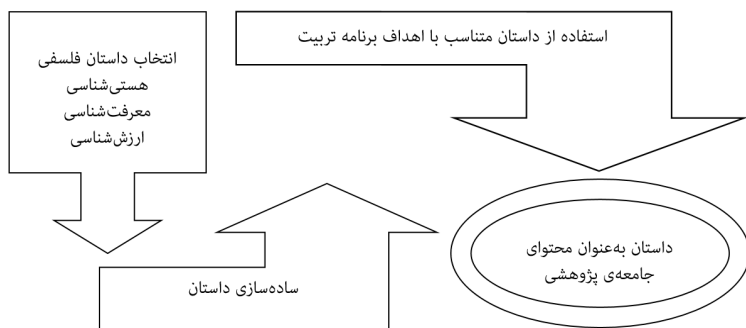 استفاده از داستان متناسب با اهداف برنامه تربیت
انتخاب داستان فلسفی
هستی‌شناسی
معرفت‌شناسی
ارزش‌شناسی
داستان به‌عنوان محتوای
جامعه‌ی پژوهشی
ساده‌سازی داستان